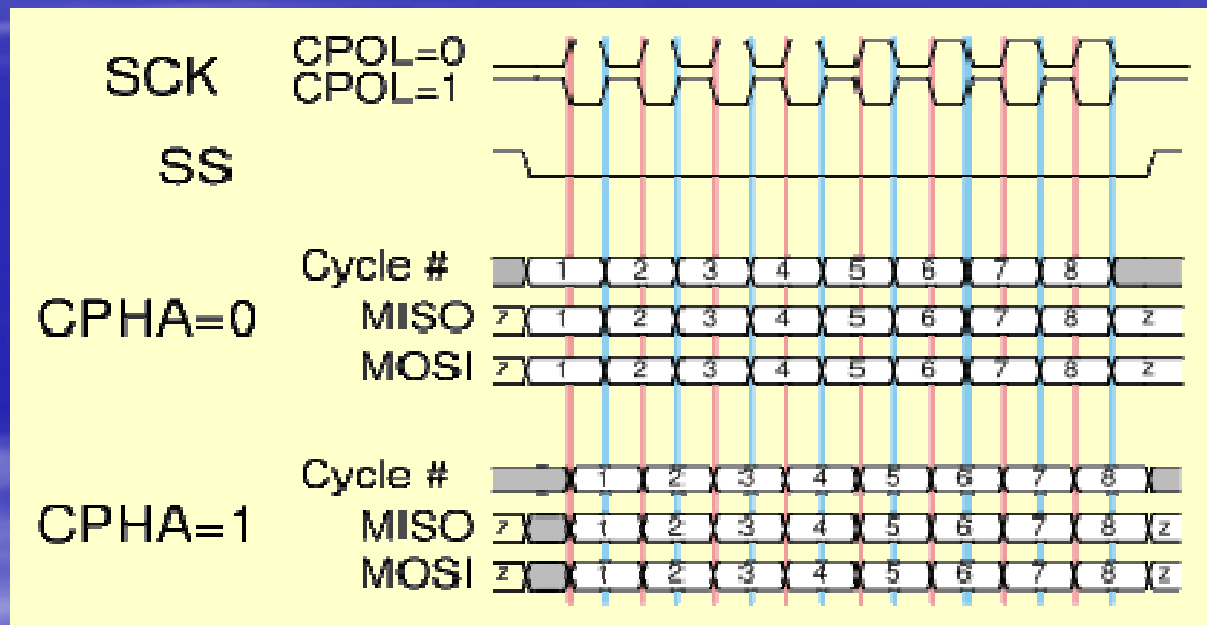 SCK
CPOL=0
CPOL=1
SS
CPHA=0
Cycle # 1 2 3 4 5 6 7 8
MISO z 1 2 3 4 5 6 7 8 z
MOSI z 1 2 3 4 5 6 7 8 z
CPHA=1
Cycle # 1 2 3 4 5 6 7 8
MISO z 1 2 3 4 5 6 7 8 z
MOSI z 1 2 3 4 5 6 7 8 z